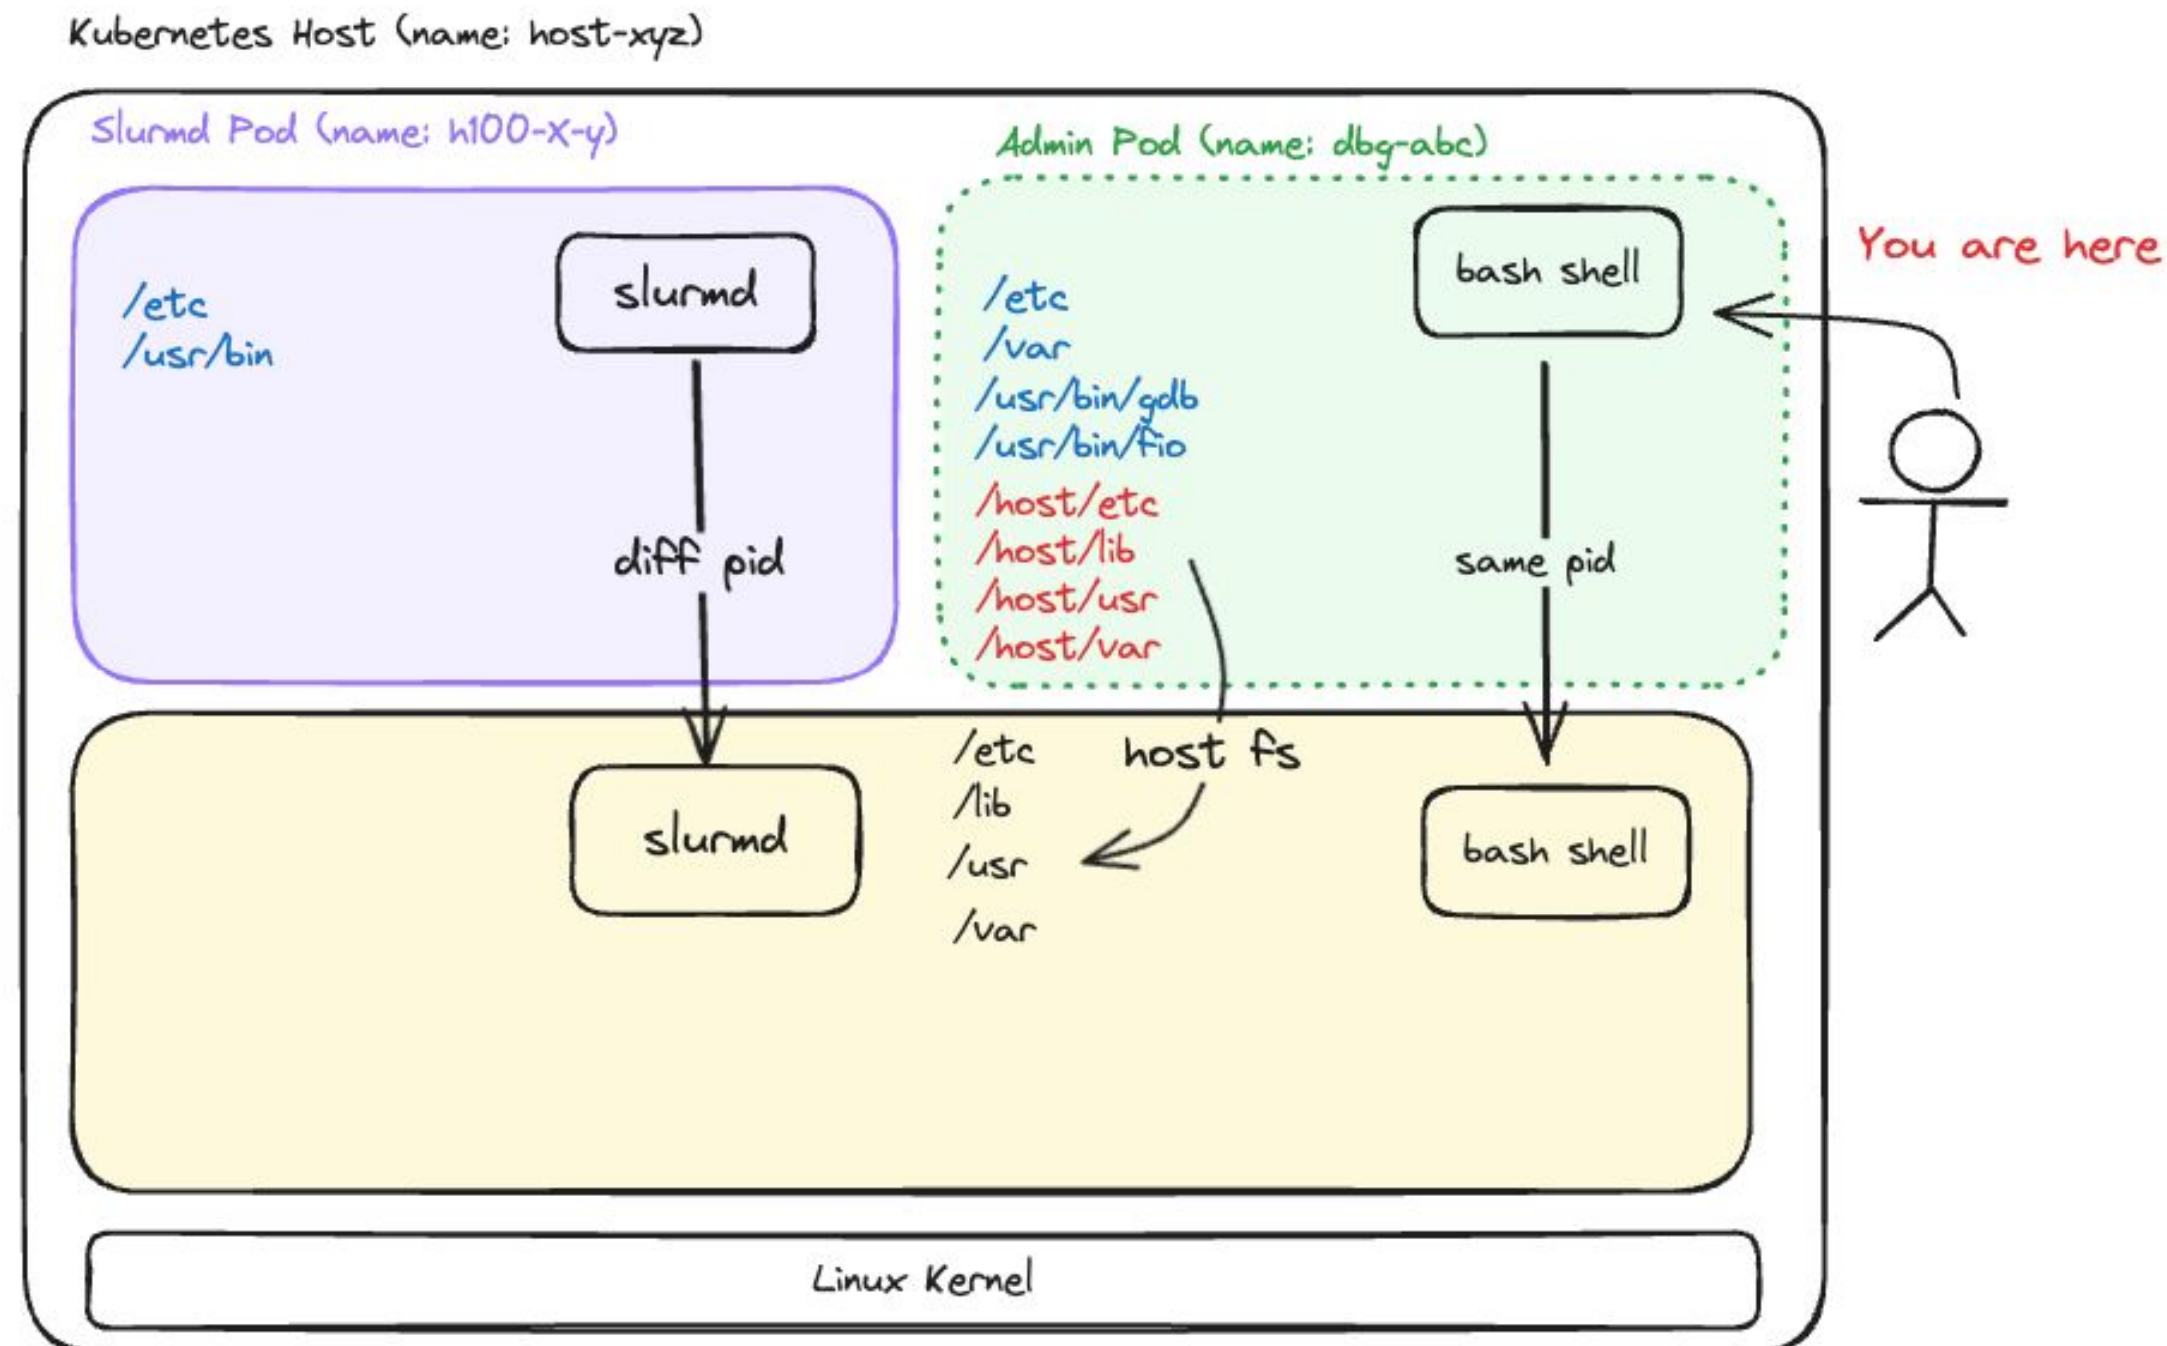 Kubernetes Host (name: host-xyz)
Slurmd Pod (name: h100-x-y)
slurmd
/etc
/usr/bin
diff pid
Admin Pod (name: dbg-abc)
bash shell
/etc
/var
/usr/bin/gdb
/usr/bin/fio
/host/etc
/host/lib
/host/usr
/host/var
same pid
You are here
slurmd
/etc
/lib
/usr
/var
host fs
bash shell
Linux Kernel